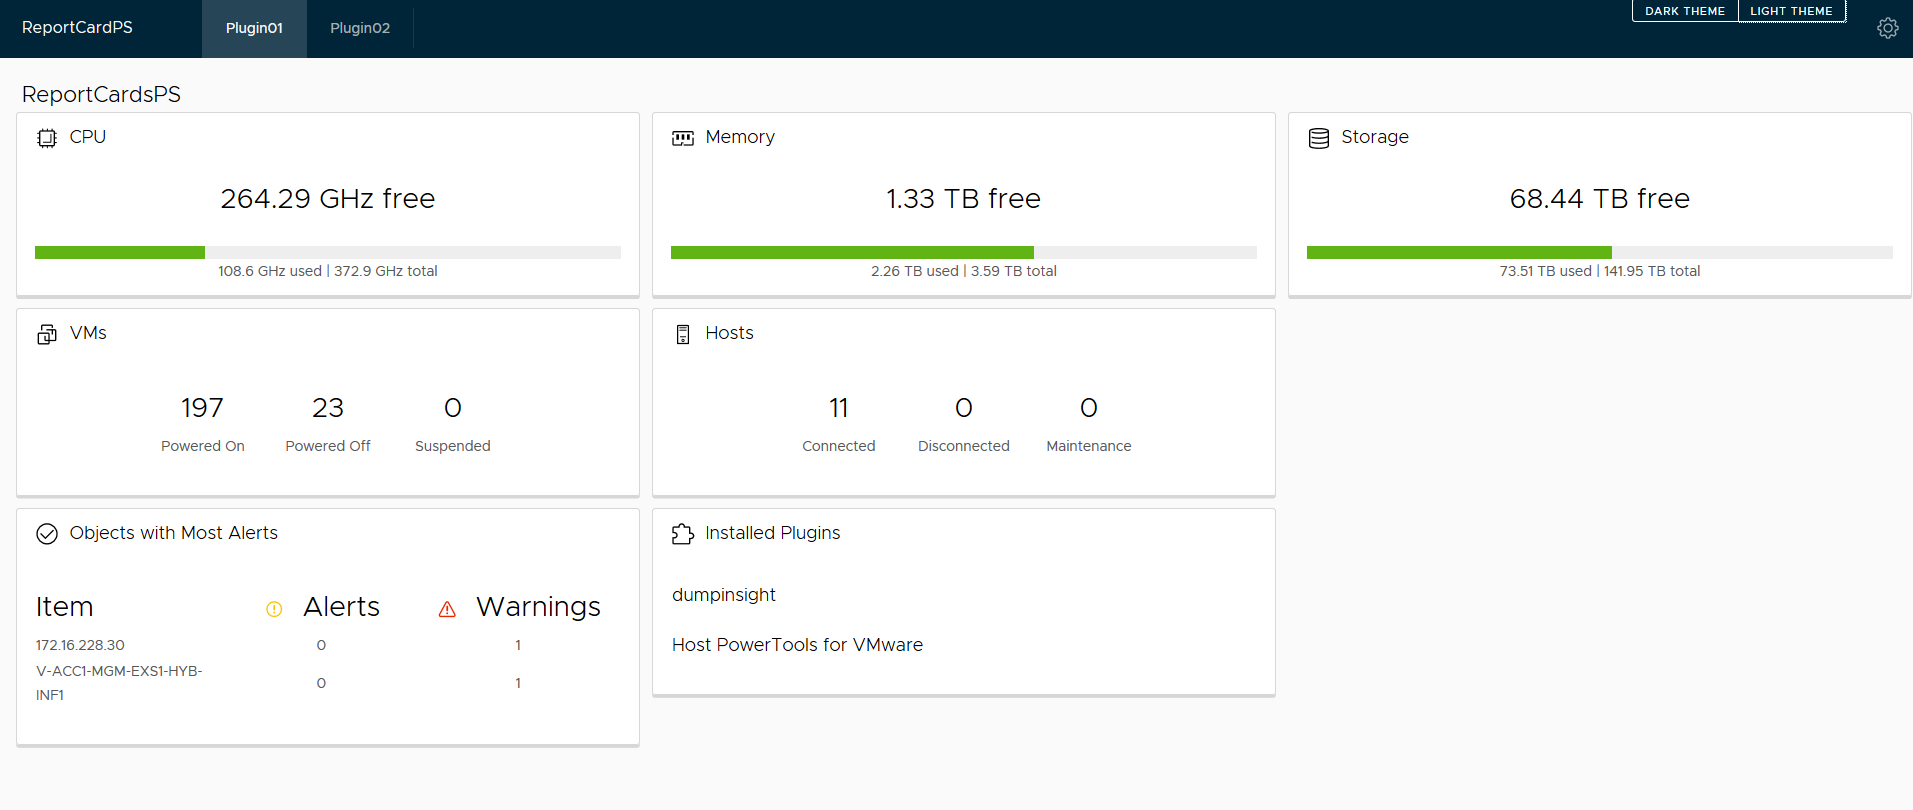 ReportCardPS
Plugin01
Plugin02
DARK THEME
LIGHT THEME
ReportCardsPS
CPU
264.29 GHz free
108.6 GHz used | 372.9 GHz total
Memory
1.33 TB free
2.26 TB used | 3.59 TB total
Storage
68.44 TB free
73.51 TB used | 141.95 TB total
VMs
197 23 0
Powered On Powered Off Suspended
Hosts
11 0 0
Connected Disconnected Maintenance
Objects with Most Alerts
Item Alerts Warnings
172.16.228.30 0 1
V-ACC1-MGM-EXS1-HYB-
INF1 0 1
Installed Plugins
dumpinsight
Host PowerTools for VMware